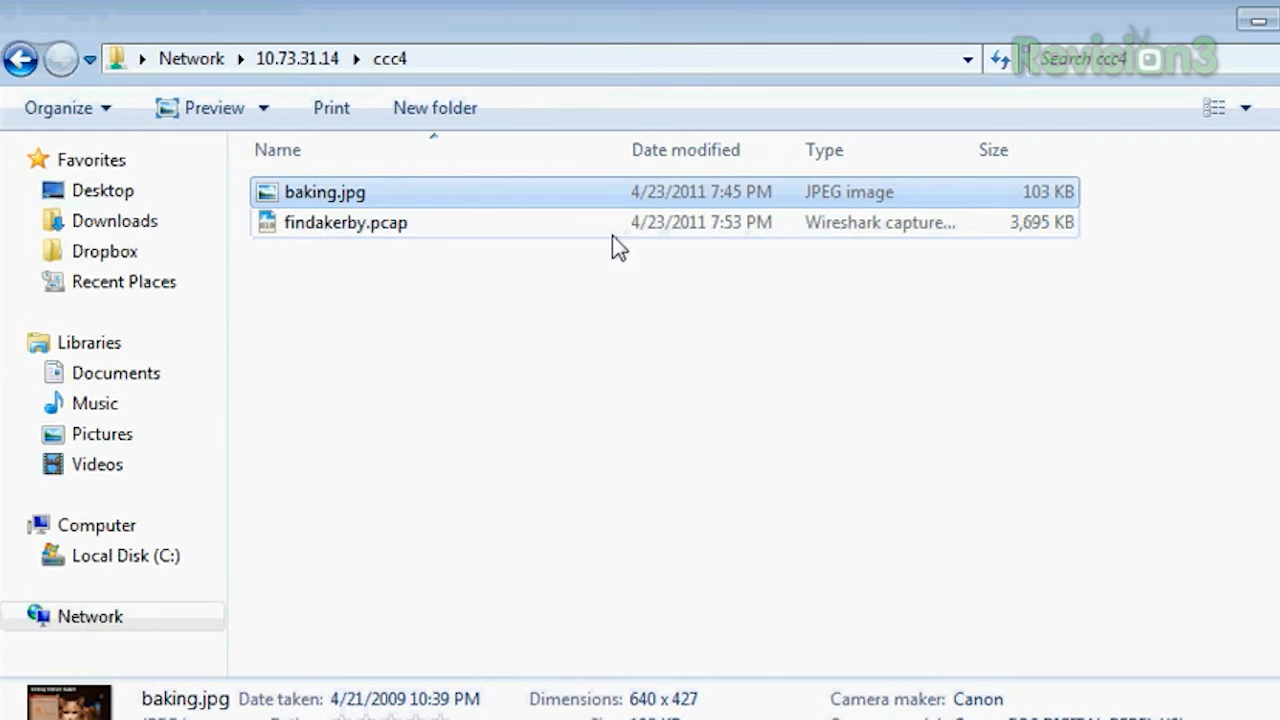 Revision3
Network 10.73.31.14 ccc4
Search ccc4
Organize Preview Print New folder
Name Date modified Type Size
Favorites
Desktop
Downloads
Dropbox
Recent Places
Libraries
Documents
Music
Pictures
Videos
Computer
Local Disk (C:)
Network
baking.jpg 4/23/2011 7:45 PM JPEG image 103 KB
findakerby.pcap 4/23/2011 7:53 PM Wireshark capture... 3,695 KB
baking.jpg Date taken: 4/21/2009 10:39 PM Dimensions: 640 x 427 Camera maker: Canon